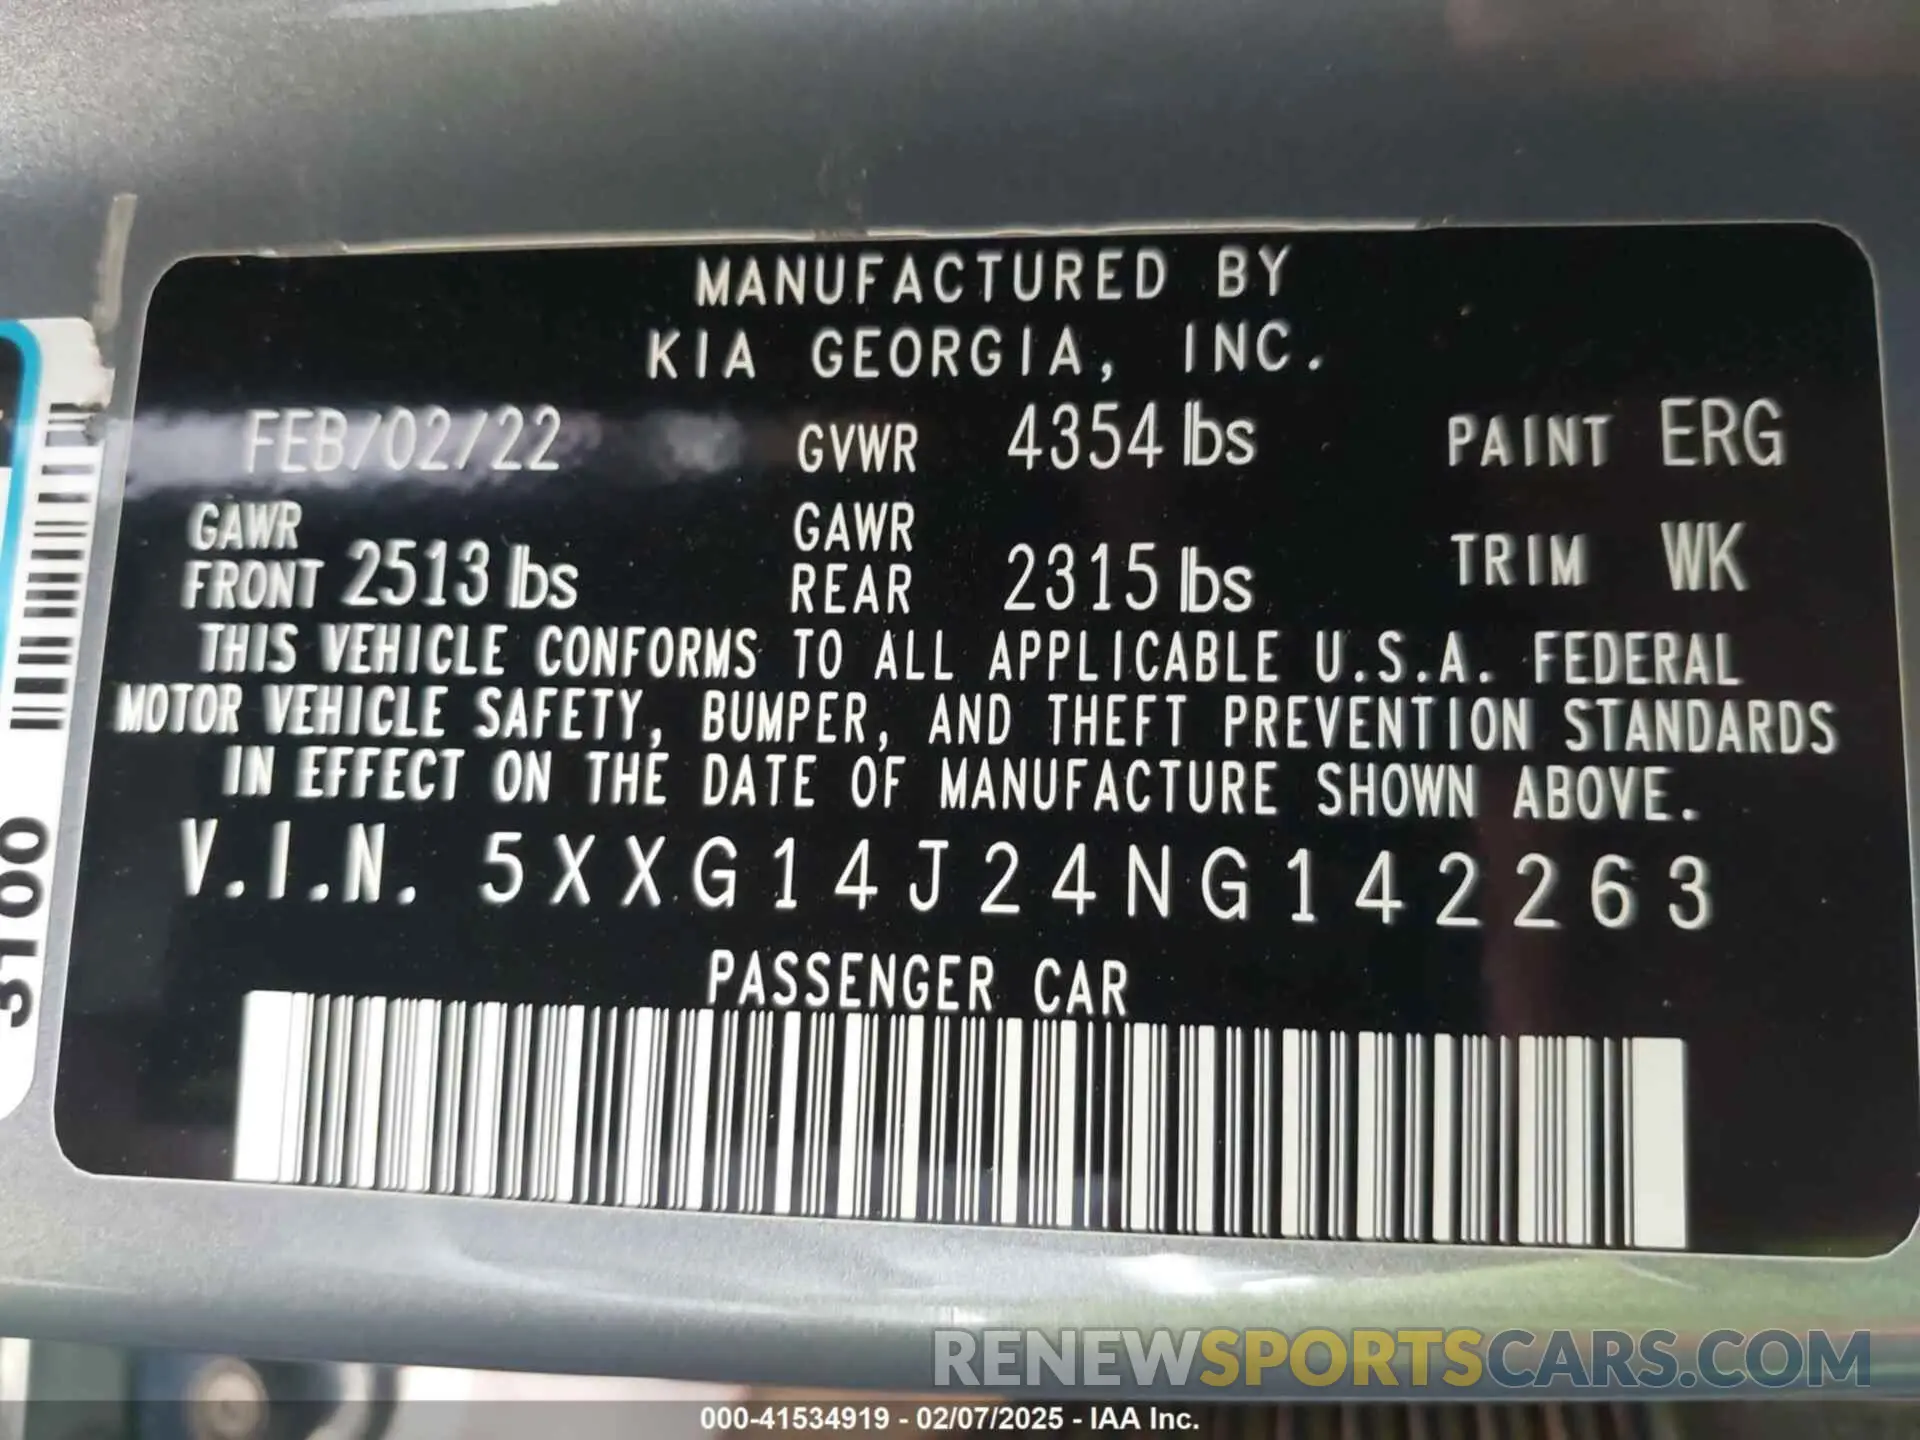 MANUFACTURED BY
KIA GEORGIA, INC.
FEB/02/22 GVWR 4354 lbs PAINT ERG
GAWR FRONT 2513 lbs GAWR REAR 2315 lbs TRIM WK
THIS VEHICLE CONFORMS TO ALL APPLICABLE U.S.A. FEDERAL
MOTOR VEHICLE SAFETY, BUMPER, AND THEFT PREVENTION STANDARDS
IN EFFECT ON THE DATE OF MANUFACTURE SHOWN ABOVE.
V.I.N. 5XXG14J24NG142263
PASSENGER CAR
3100
RENEWSPORTSCARS.COM
000-41534919 - 02/07/2025 - IAA Inc.